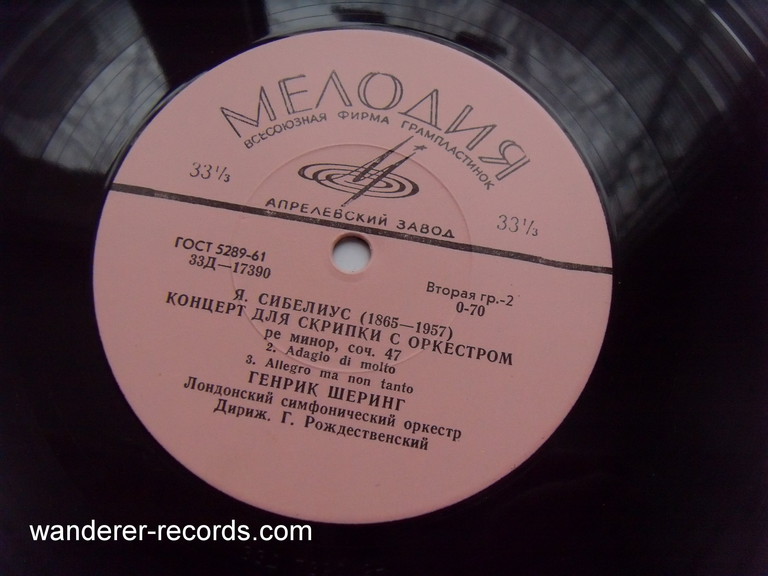 МЕЛОДИЯ
ВСЕСОЮЗНАЯ ФИРМА ГРАМПЛАСТИНОК
33 1/3
33 1/3
АПРЕЛЕВСКИЙ ЗАВОД
ГОСТ 5289-61
33Д—17390
Вторая гр.-2
0-70
Я. СИБЕЛИУС (1865—1957)
КОНЦЕРТ ДЛЯ СКРИПКИ С ОРКЕСТРОМ
ре минор, соч. 47
2. Adagio di molto
3. Allegro ma non tanto
ГЕНРИК ШЕРИНГ
Лондонский симфонический оркестр
Дириж. Г. Рождественский
wanderer-records.com